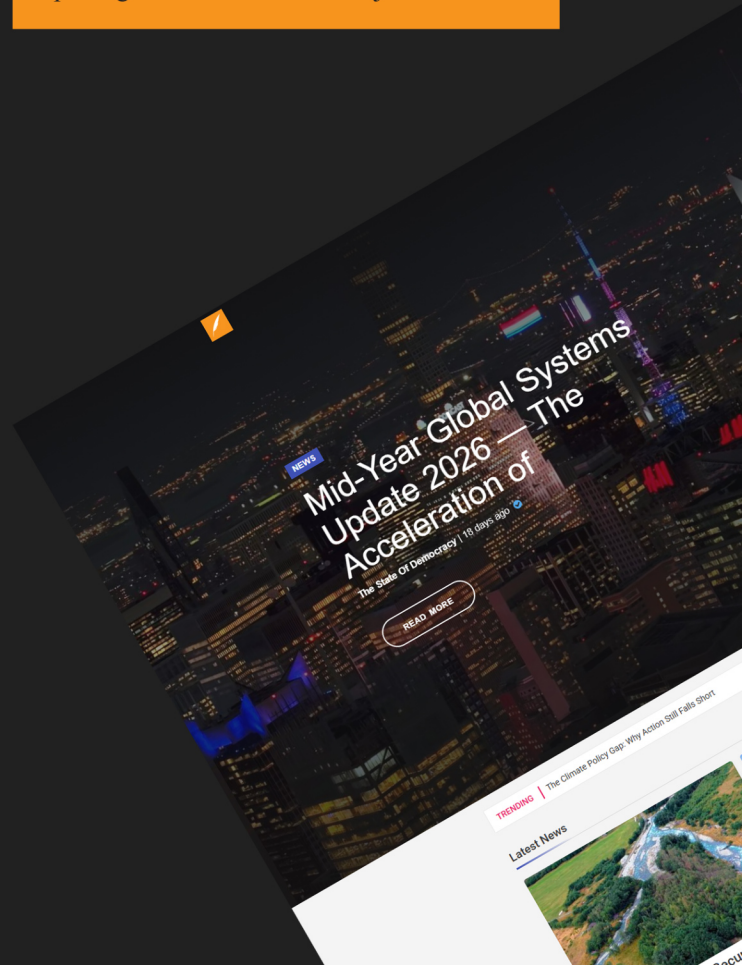 NEWS
Mid-Year Global Systems
Update 2026 — The
Acceleration of
The State Of Democracy | 18 days ago
READ MORE
TRENDING | The Climate Policy Gap: Why Action Still Falls Short
Latest News